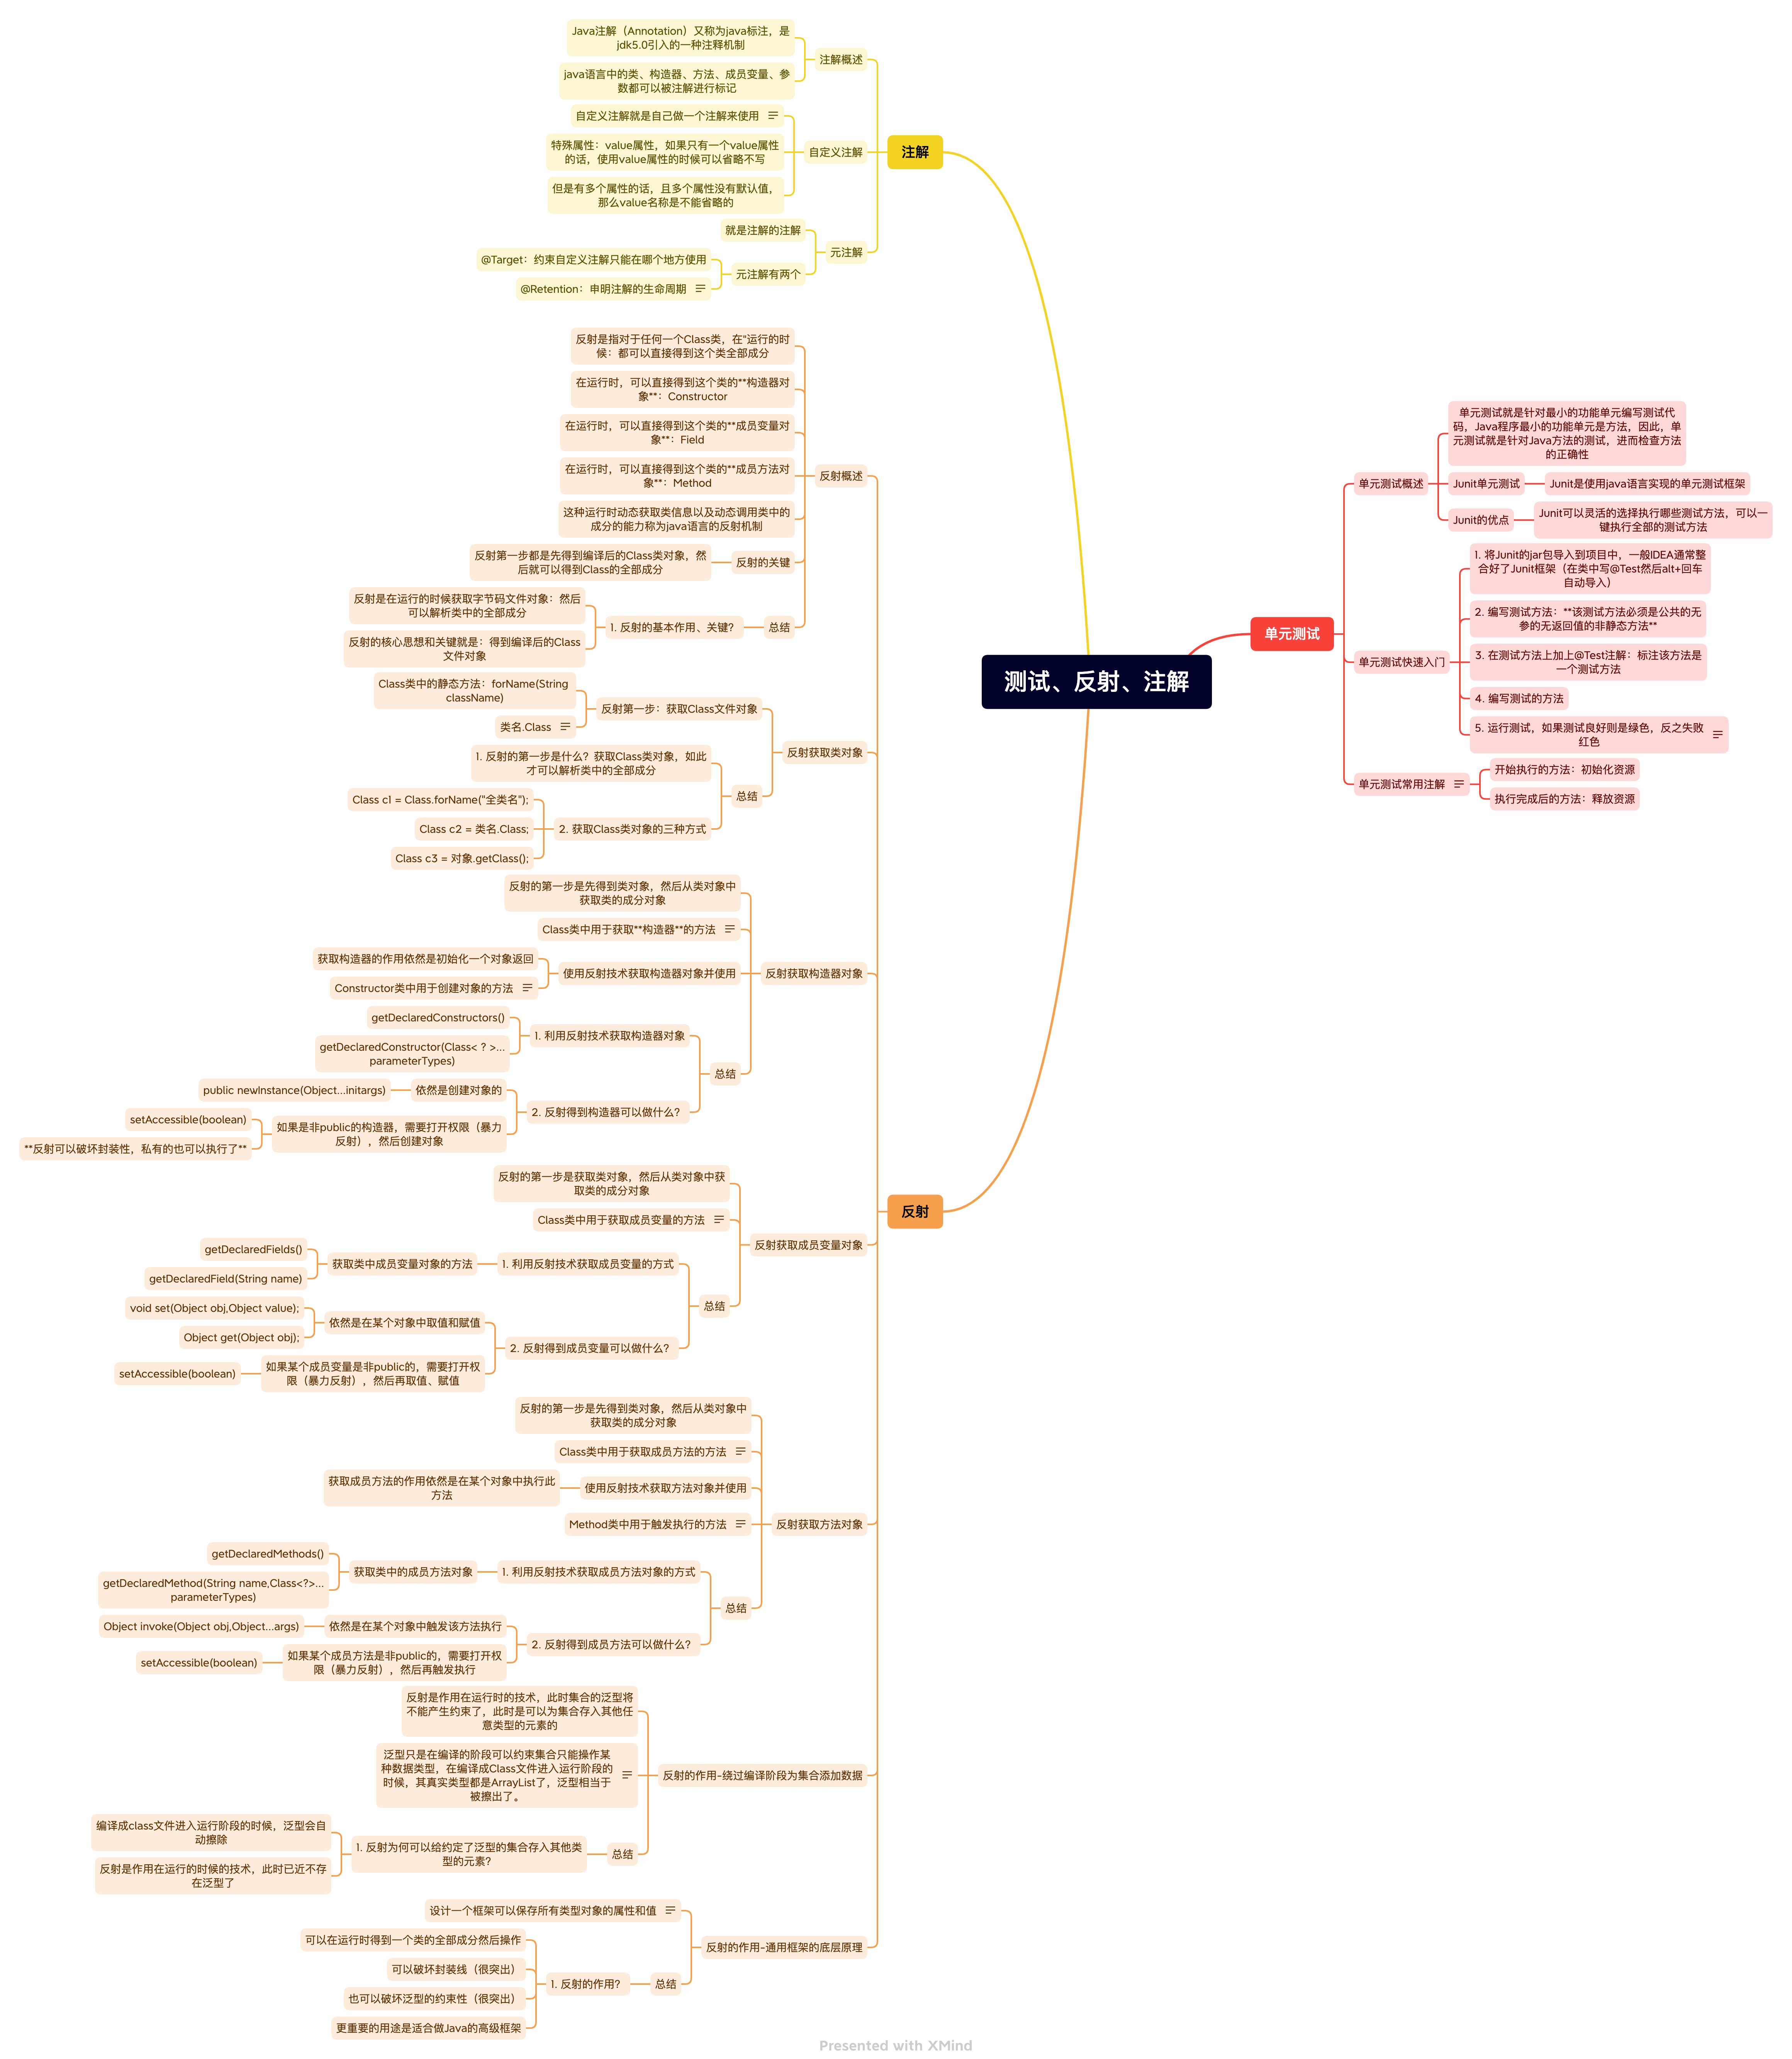 测试、反射、注解
单元测试
单元测试概述
单元测试就是针对最小的功能单元编写测试代
码，Java程序最小的功能单元是方法，因此，单
元测试就是针对Java方法的测试，进而检查方法
的正确性
Junit单元测试
Junit是使用java语言实现的单元测试框架
Junit的优点
Junit可以灵活的选择执行哪些测试方法，可以一
键执行全部的测试方法
单元测试快速入门
1. 将Junit的jar包导入到项目中，一般IDEA通常整
合好了Junit框架（在类中写@Test然后alt+回车
自动导入）
2. 编写测试方法：**该测试方法必须是公共的无
参的无返回值的非静态方法**
3. 在测试方法上加上@Test注解：标注该方法是
一个测试方法
4. 编写测试的方法
5. 运行测试，如果测试良好则是绿色，反之失败
红色
单元测试常用注解
开始执行的方法：初始化资源
执行完成后的方法：释放资源
注解
注解概述
Java注解（Annotation）又称为java标注，是
jdk5.0引入的一种注释机制
java语言中的类、构造器、方法、成员变量、参
数都可以被注解进行标记
自定义注解
自定义注解就是自己做一个注解来使用
特殊属性：value属性，如果只有一个value属性
的话，使用value属性的时候可以省略不写
但是有多个属性的话，且多个属性没有默认值，
那么value名称是不能省略的
元注解
就是注解的注解
元注解有两个
@Target：约束自定义注解只能在哪个地方使用
@Retention：申明注解的生命周期
反射
反射概述
反射是指对于任何一个Class类，在"运行的时
候：都可以直接得到这个类全部成分
在运行时，可以直接得到这个类的**构造器对
象**：Constructor
在运行时，可以直接得到这个类的**成员变量对
象**：Field
在运行时，可以直接得到这个类的**成员方法对
象**：Method
这种运行时动态获取类信息以及动态调用类中的
成分的能力称为java语言的反射机制
反射的关键
反射第一步都是先得到编译后的Class类对象，然
后就可以得到Class的全部成分
总结
1. 反射的基本作用、关键？
反射是在运行的时候获取字节码文件对象：然后
可以解析类中的全部成分
反射的核心思想和关键就是：得到编译后的Class
文件对象
反射获取类对象
反射第一步：获取Class文件对象
Class类中的静态方法：forName(String
className)
类名.Class
总结
1. 反射的第一步是什么？获取Class类对象，如此
才可以解析类中的全部成分
2. 获取Class类对象的三种方式
Class c1 = Class.forName("全类名");
Class c2 = 类名.Class;
Class c3 = 对象.getClass();
反射获取构造器对象
反射的第一步是先得到类对象，然后从类对象中
获取类的成分对象
Class类中用于获取**构造器**的方法
使用反射技术获取构造器对象并使用
获取构造器的作用依然是初始化一个对象返回
Constructor类中用于创建对象的方法
总结
1. 利用反射技术获取构造器对象
getDeclaredConstructors()
getDeclaredConstructor(Class< ? >...
parameterTypes)
2. 反射得到构造器可以做什么？
依然是创建对象的
public newInstance(Object...initargs)
如果是非public的构造器，需要打开权限（暴力
反射），然后创建对象
setAccessible(boolean)
**反射可以破坏封装性，私有的也可以执行了**
反射获取成员变量对象
反射的第一步是获取类对象，然后从类对象中获
取类的成分对象
Class类中用于获取成员变量的方法
总结
1. 利用反射技术获取成员变量的方式
获取类中成员变量对象的方法
getDeclaredFields()
getDeclaredField(String name)
2. 反射得到成员变量可以做什么？
依然是在某个对象中取值和赋值
void set(Object obj,Object value);
Object get(Object obj);
如果某个成员变量是非public的，需要打开权
限（暴力反射），然后再取值、赋值
setAccessible(boolean)
反射获取方法对象
反射的第一步是先得到类对象，然后从类对象中
获取类的成分对象
Class类中用于获取成员方法的方法
使用反射技术获取方法对象并使用
获取成员方法的作用依然是在某个对象中执行此
方法
Method类中用于触发执行的方法
总结
1. 利用反射技术获取成员方法对象的方式
获取类中的成员方法对象
getDeclaredMethods()
getDeclaredMethod(String name,Class<?>...
parameterTypes)
2. 反射得到成员方法可以做什么？
依然是在某个对象中触发该方法执行
Object invoke(Object obj,Object...args)
如果某个成员方法是非public的，需要打开权
限（暴力反射），然后再触发执行
setAccessible(boolean)
反射的作用-绕过编译阶段为集合添加数据
反射是作用在运行时的技术，此时集合的泛型将
不能产生约束了，此时是可以为集合存入其他任
意类型的元素的
泛型只是在编译的阶段可以约束集合只能操作某
种数据类型，在编译成Class文件进入运行阶段的
时候，其真实类型都是ArrayList了，泛型相当于
被擦出了。
总结
1. 反射为何可以给约定了泛型的集合存入其他类
型的元素？
编译成class文件进入运行阶段的时候，泛型会自
动擦除
反射是作用在运行的时候的技术，此时已近不存
在泛型了
反射的作用-通用框架的底层原理
设计一个框架可以保存所有类型对象的属性和值
总结
1. 反射的作用？
可以在运行时得到一个类的全部成分然后操作
可以破坏封装线（很突出）
也可以破坏泛型的约束性（很突出）
更重要的用途是适合做Java的高级框架
Presented with XMind